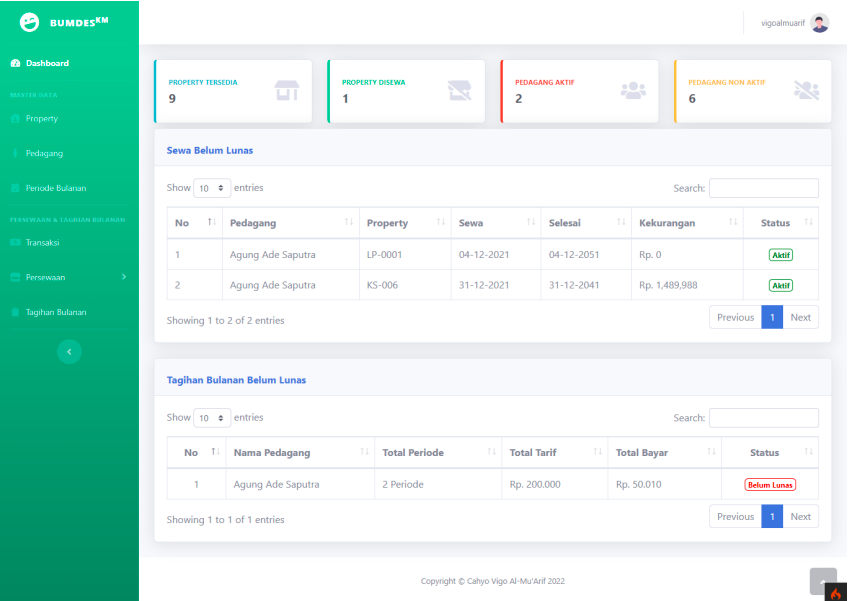 BUMDESKM
vigoalmuarif
Dashboard
MASTER DATA
Property
Pedagang
Periode Bulanan
PERSEWAAN & TAGIHAN BULANAN
Transaksi
Persewaan
Tagihan Bulanan
PROPERTY TERSEDIA
9
PROPERTY DISEWA
1
PEDAGANG AKTIF
2
PEDAGANG NON AKTIF
6
Sewa Belum Lunas
Show 10 entries Search:
No Pedagang Property Sewa Selesai Kekurangan Status
1 Agung Ade Saputra LP-0001 04-12-2021 04-12-2051 Rp. 0 Aktif
2 Agung Ade Saputra KS-006 31-12-2021 31-12-2041 Rp. 1,489,988 Aktif
Showing 1 to 2 of 2 entries Previous 1 Next
Tagihan Bulanan Belum Lunas
Show 10 entries Search:
No Nama Pedagang Total Periode Total Tarif Total Bayar Status
1 Agung Ade Saputra 2 Periode Rp. 200.000 Rp. 50.010 Belum Lunas
Showing 1 to 1 of 1 entries Previous 1 Next
Copyright © Cahyo Vigo Al-Mu'Arif 2022